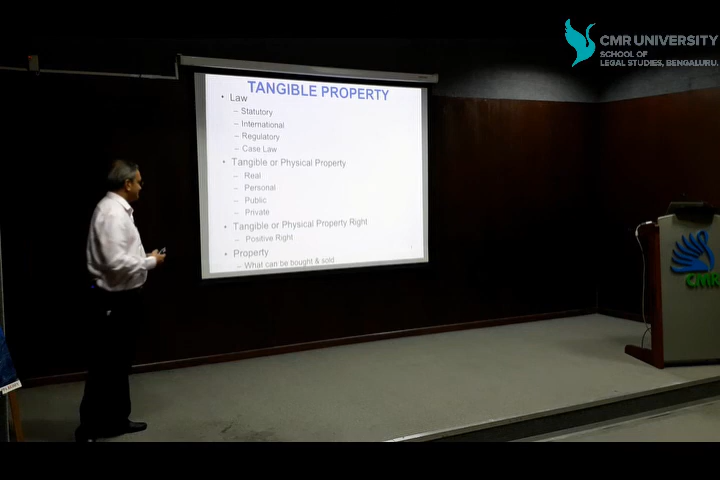 CMR UNIVERSITY
SCHOOL OF
LEGAL STUDIES, BENGALURU.
TANGIBLE PROPERTY
• Law
– Statutory
– International
– Regulatory
– Case Law
• Tangible or Physical Property
– Real
– Personal
– Public
– Private
• Tangible or Physical Property Right
– Positive Right
• Property
– What can be bought & sold
CMR